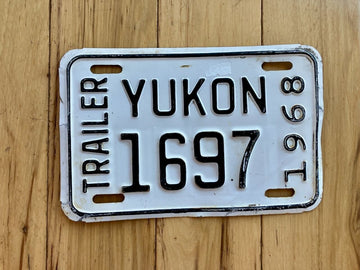 TRAILER
YUKON
1697
1968